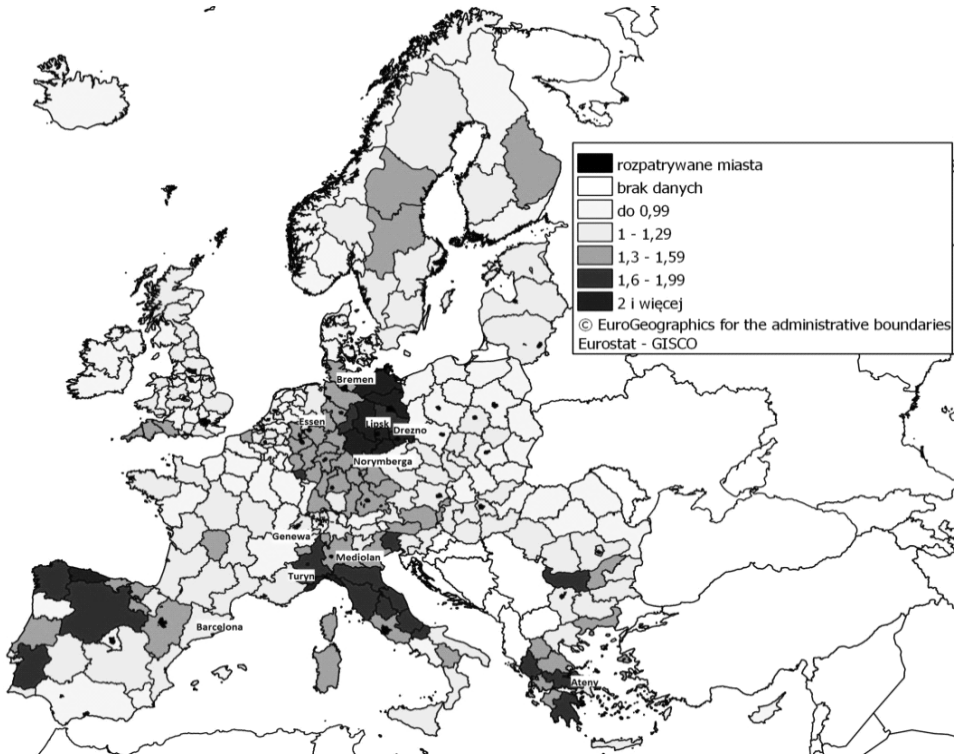 rozpatrywane miasta
brak danych
do 0,99
1 - 1,29
1,3 - 1,59
1,6 - 1,99
2 i więcej
© EuroGeographics for the administrative boundaries
Eurostat - GISCO
Bremen
Essen
Lipsk
Drezno
Norymberga
Genewa
Mediolan
Turyn
Barcelona
Ateny